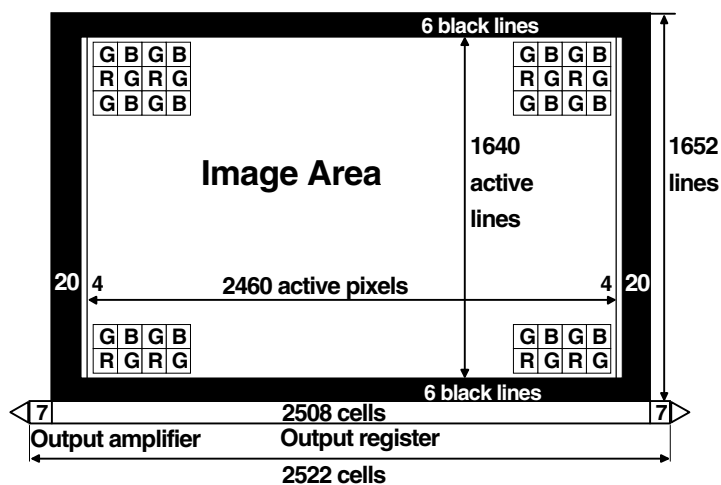 6 black lines
G B G B
R G R G
G B G B
G B G B
R G R G
G B G B
1640
active
lines
1652
lines
Image Area
20
4
2460 active pixels
4
20
G B G B
R G R G
G B G B
R G R G
6 black lines
7
2508 cells
7
Output amplifier
Output register
2522 cells